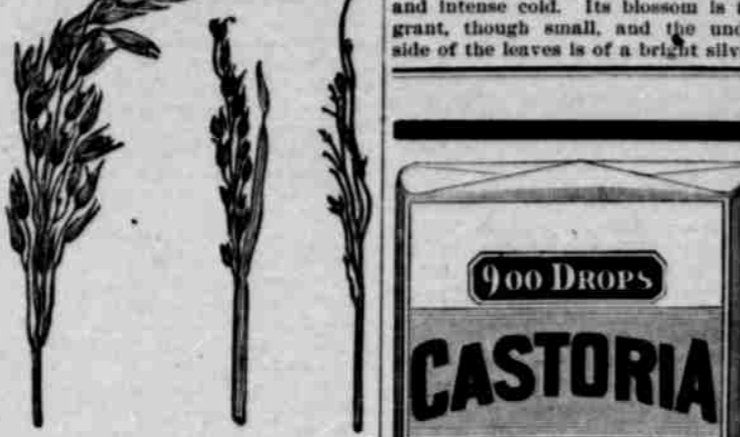 and intense cold. Its blossom is
grant, though small, and the
side of the leaves is of a bright
900 DROPS
CASTORIA